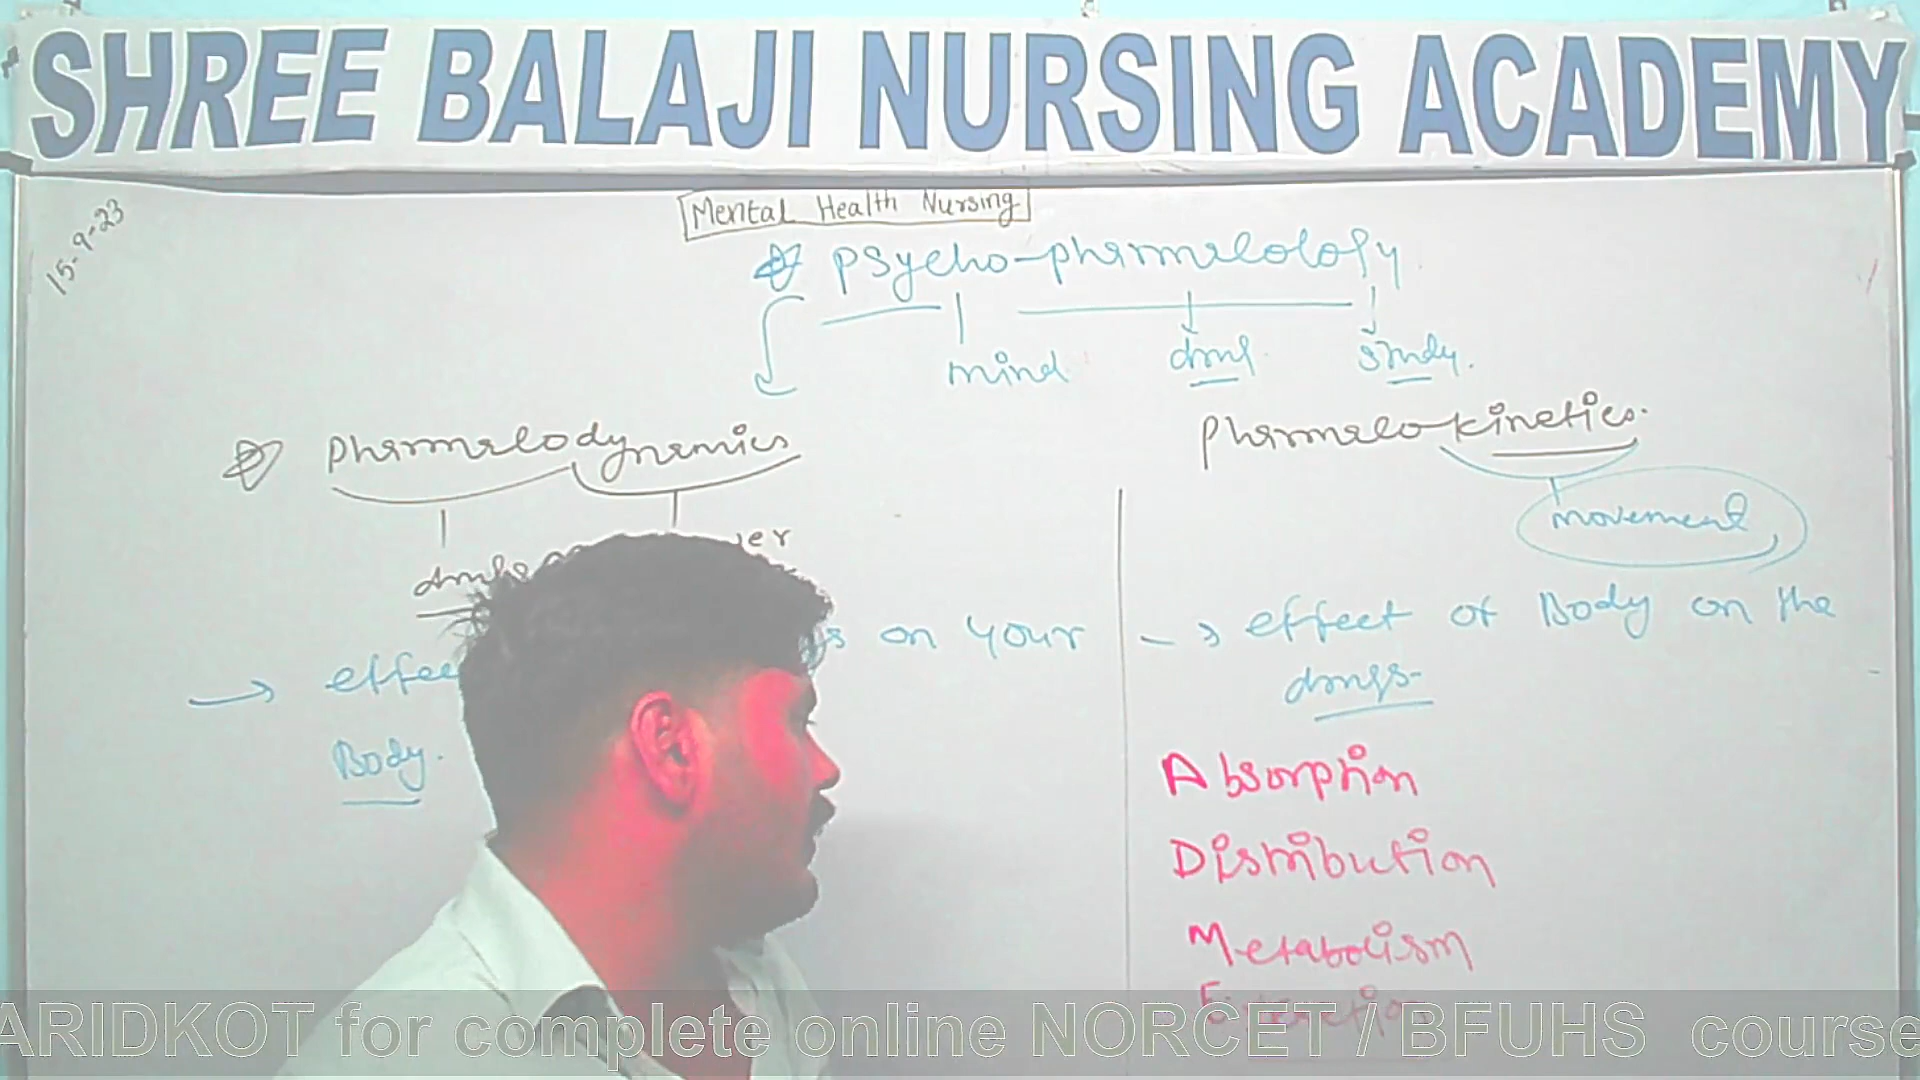 SHREE BALAJI NURSING ACADEMY
15-9-23
Mental Health Nursing
Psycho-pharmacology
mind drug study.
Pharmacodynamics
drugs
Pharmacokinetics.
movement
on your
Body.
→ effect of Body on the
drugs-
Absorption
Distribution
Metabolism
ARIDKOT for complete online NORCET / BFUHS course